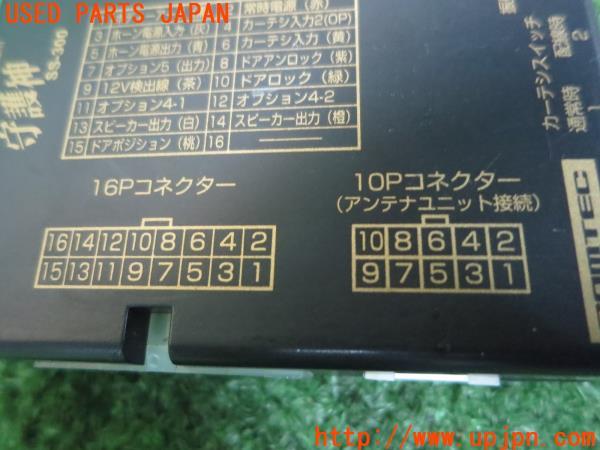 USED PARTS JAPAN
守護神
SS-300
常時電源（赤）
3 ホーン電源入力（灰） 4 カーテシ入力2(OP)
5 ホーン電源出力（青） 6 カーテシ入力（黄）
7 オプション5（出力） 8 ドアアンロック（紫）
9 12V検出線（茶） 10 ドアロック（緑）
11 オプション4-1 12 オプション4-2
13 スピーカー出力（白） 14 スピーカー出力（橙）
15 ドアポジション（桃） 16 ―
カーテシスイッチ
通常時 配線時
1 2
16Pコネクター
16 14 12 10 8 6 4 2
15 13 11 9 7 5 3 1
10Pコネクター
（アンテナユニット接続）
10 8 6 4 2
9 7 5 3 1
http://www.upjpn.com/